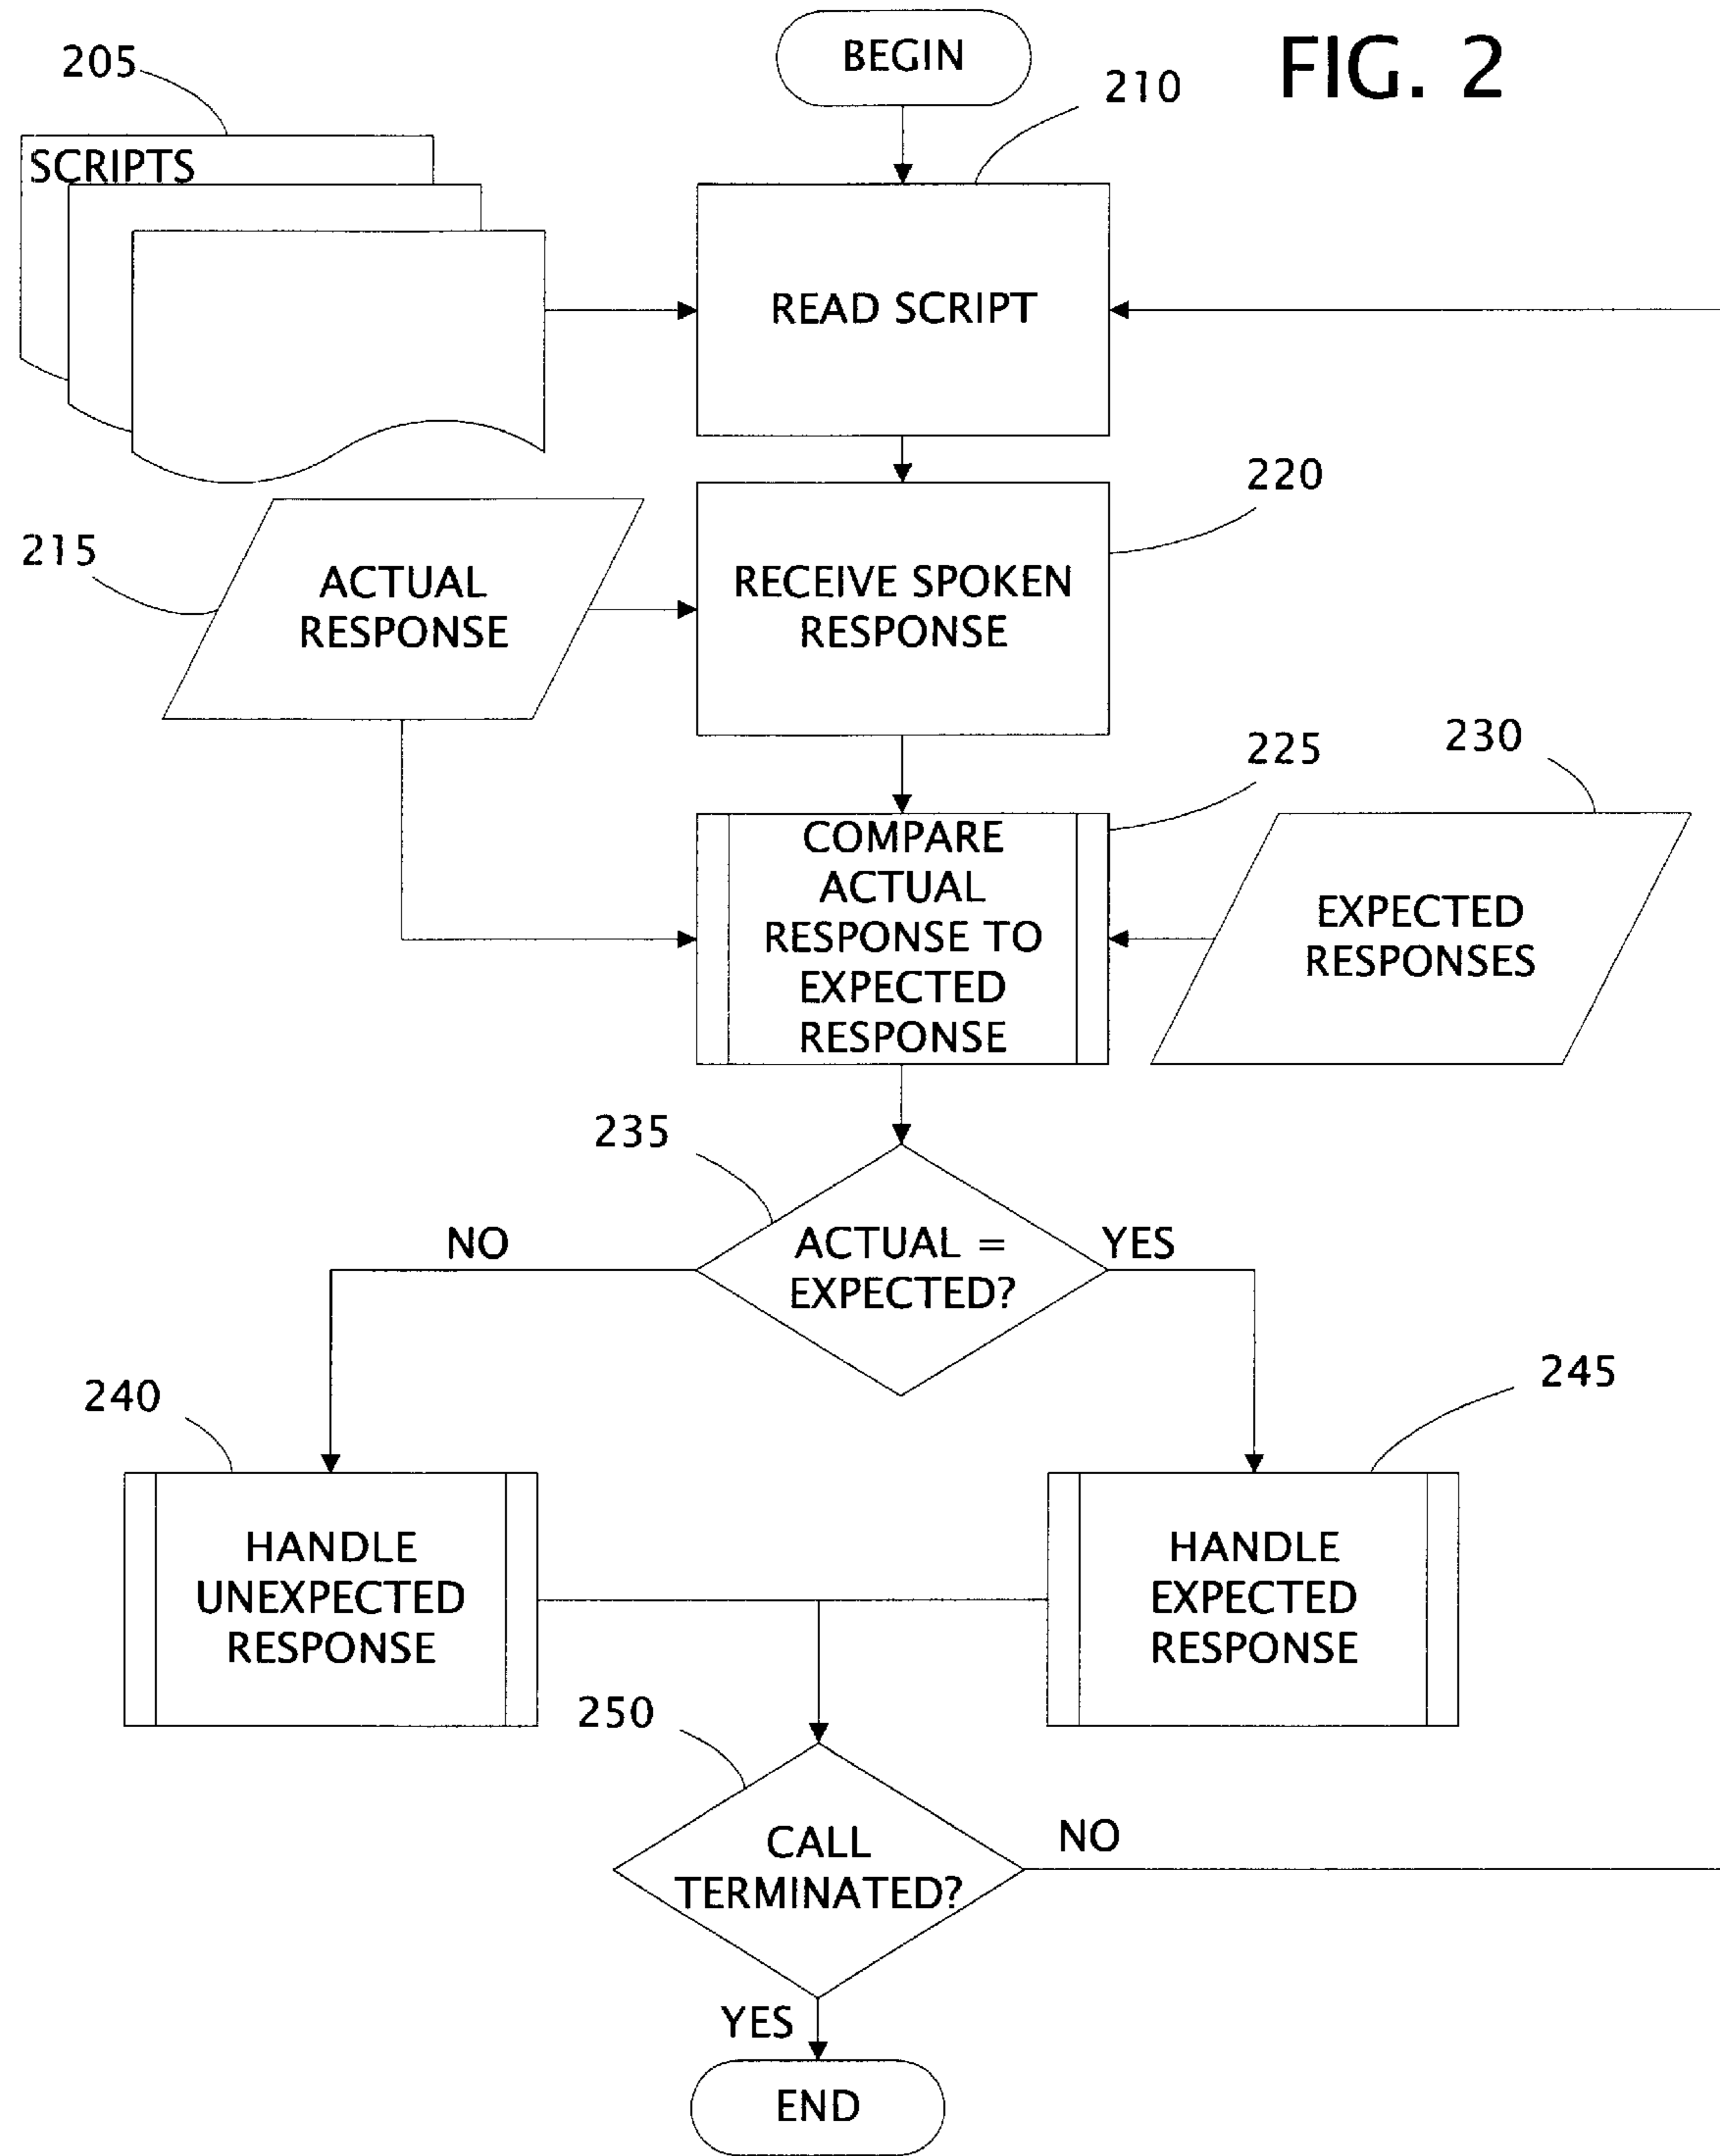 BEGIN
FIG. 2
205
210
SCRIPTS
READ SCRIPT
220
215
ACTUAL
RESPONSE
RECEIVE SPOKEN
RESPONSE
225
230
COMPARE
ACTUAL
RESPONSE TO
EXPECTED
RESPONSE
EXPECTED
RESPONSES
235
NO
ACTUAL =
EXPECTED?
YES
240
245
HANDLE
UNEXPECTED
RESPONSE
HANDLE
EXPECTED
RESPONSE
250
CALL
TERMINATED?
NO
YES
END